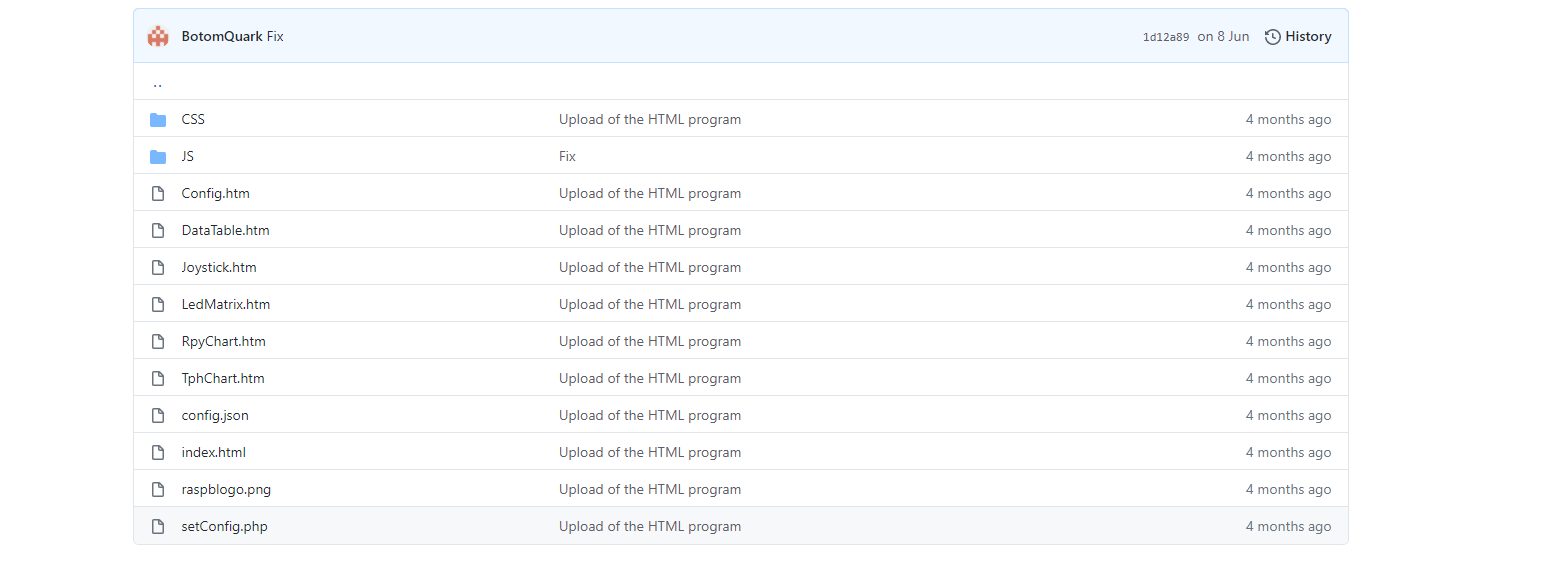 BotomQuark Fix 1d12a89 on 8 Jun History
..
CSS Upload of the HTML program 4 months ago
JS Fix 4 months ago
Config.htm Upload of the HTML program 4 months ago
DataTable.htm Upload of the HTML program 4 months ago
Joystick.htm Upload of the HTML program 4 months ago
LedMatrix.htm Upload of the HTML program 4 months ago
RpyChart.htm Upload of the HTML program 4 months ago
TphChart.htm Upload of the HTML program 4 months ago
config.json Upload of the HTML program 4 months ago
index.html Upload of the HTML program 4 months ago
raspblogo.png Upload of the HTML program 4 months ago
setConfig.php Upload of the HTML program 4 months ago